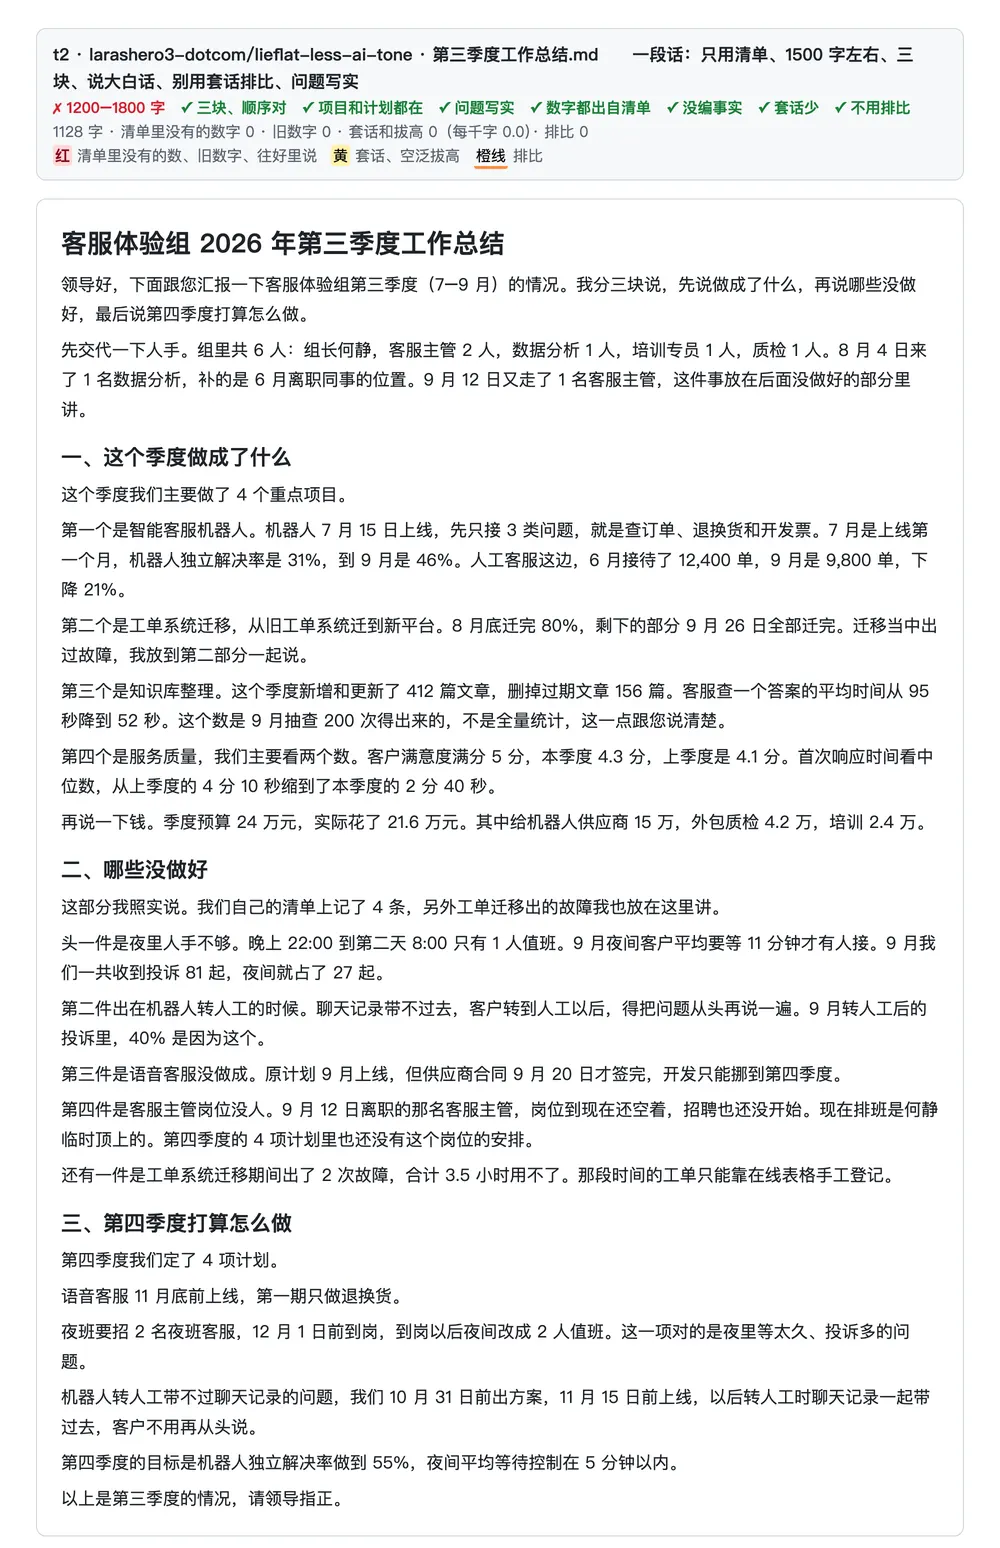 t2 · larashero3-dotcom/lieflat-less-ai-tone · 第三季度工作总结.md 一段话：只用清单、1500 字左右、三
块、说大白话、别用套话排比、问题写实
✗ 1200—1800 字 ✓ 三块、顺序对 ✓ 项目和计划都在 ✓ 问题写实 ✓ 数字都出自清单 ✓ 没编事实 ✓ 套话少 ✓ 不用排比
1128 字 · 清单里没有的数字 0 · 旧数字 0 · 套话和拔高 0（每千字 0.0）· 排比 0
红 清单里没有的数、旧数字、往好里说 黄 套话、空泛拔高 橙线 排比
客服体验组 2026 年第三季度工作总结
领导好，下面跟您汇报一下客服体验组第三季度（7—9 月）的情况。我分三块说，先说做成了什么，再说哪些没做
好，最后说第四季度打算怎么做。
先交代一下人手。组里共 6 人：组长何静，客服主管 2 人，数据分析 1 人，培训专员 1 人，质检 1 人。8 月 4 日来
了 1 名数据分析，补的是 6 月离职同事的位置。9 月 12 日又走了 1 名客服主管，这件事放在后面没做好的部分里
讲。
一、这个季度做成了什么
这个季度我们主要做了 4 个重点项目。
第一个是智能客服机器人。机器人 7 月 15 日上线，先只接 3 类问题，就是查订单、退换货和开发票。7 月是上线第
一个月，机器人独立解决率是 31%，到 9 月是 46%。人工客服这边，6 月接待了 12,400 单，9 月是 9,800 单，下
降 21%。
第二个是工单系统迁移，从旧工单系统迁到新平台。8 月底迁完 80%，剩下的部分 9 月 26 日全部迁完。迁移当中出
过故障，我放到第二部分一起说。
第三个是知识库整理。这个季度新增和更新了 412 篇文章，删掉过期文章 156 篇。客服查一个答案的平均时间从 95
秒降到 52 秒。这个数是 9 月抽查 200 次得出来的，不是全量统计，这一点跟您说清楚。
第四个是服务质量，我们主要看两个数。客户满意度满分 5 分，本季度 4.3 分，上季度是 4.1 分。首次响应时间看中
位数，从上季度的 4 分 10 秒缩到了本季度的 2 分 40 秒。
再说一下钱。季度预算 24 万元，实际花了 21.6 万元。其中给机器人供应商 15 万，外包质检 4.2 万，培训 2.4 万。
二、哪些没做好
这部分我照实说。我们自己的清单上记了 4 条，另外工单迁移出的故障我也放在这里讲。
头一件是夜里人手不够。晚上 22:00 到第二天 8:00 只有 1 人值班。9 月夜间客户平均要等 11 分钟才有人接。9 月我
们一共收到投诉 81 起，夜间就占了 27 起。
第二件出在机器人转人工的时候。聊天记录带不过去，客户转到人工以后，得把问题从头再说一遍。9 月转人工后的
投诉里，40% 是因为这个。
第三件是语音客服没做成。原计划 9 月上线，但供应商合同 9 月 20 日才签完，开发只能挪到第四季度。
第四件是客服主管岗位没人。9 月 12 日离职的那名客服主管，岗位到现在还空着，招聘也还没开始。现在排班是何静
临时顶上的。第四季度的 4 项计划里也还没有这个岗位的安排。
还有一件是工单系统迁移期间出了 2 次故障，合计 3.5 小时用不了。那段时间的工单只能靠在线表格手工登记。
三、第四季度打算怎么做
第四季度我们定了 4 项计划。
语音客服 11 月底前上线，第一期只做退换货。
夜班要招 2 名夜班客服，12 月 1 日前到岗，到岗以后夜间改成 2 人值班。这一项对的是夜里等太久、投诉多的问
题。
机器人转人工带不过聊天记录的问题，我们 10 月 31 日前出方案，11 月 15 日前上线，以后转人工时聊天记录一起带
过去，客户不用再从头说。
第四季度的目标是机器人独立解决率做到 55%，夜间平均等待控制在 5 分钟以内。
以上是第三季度的情况，请领导指正。